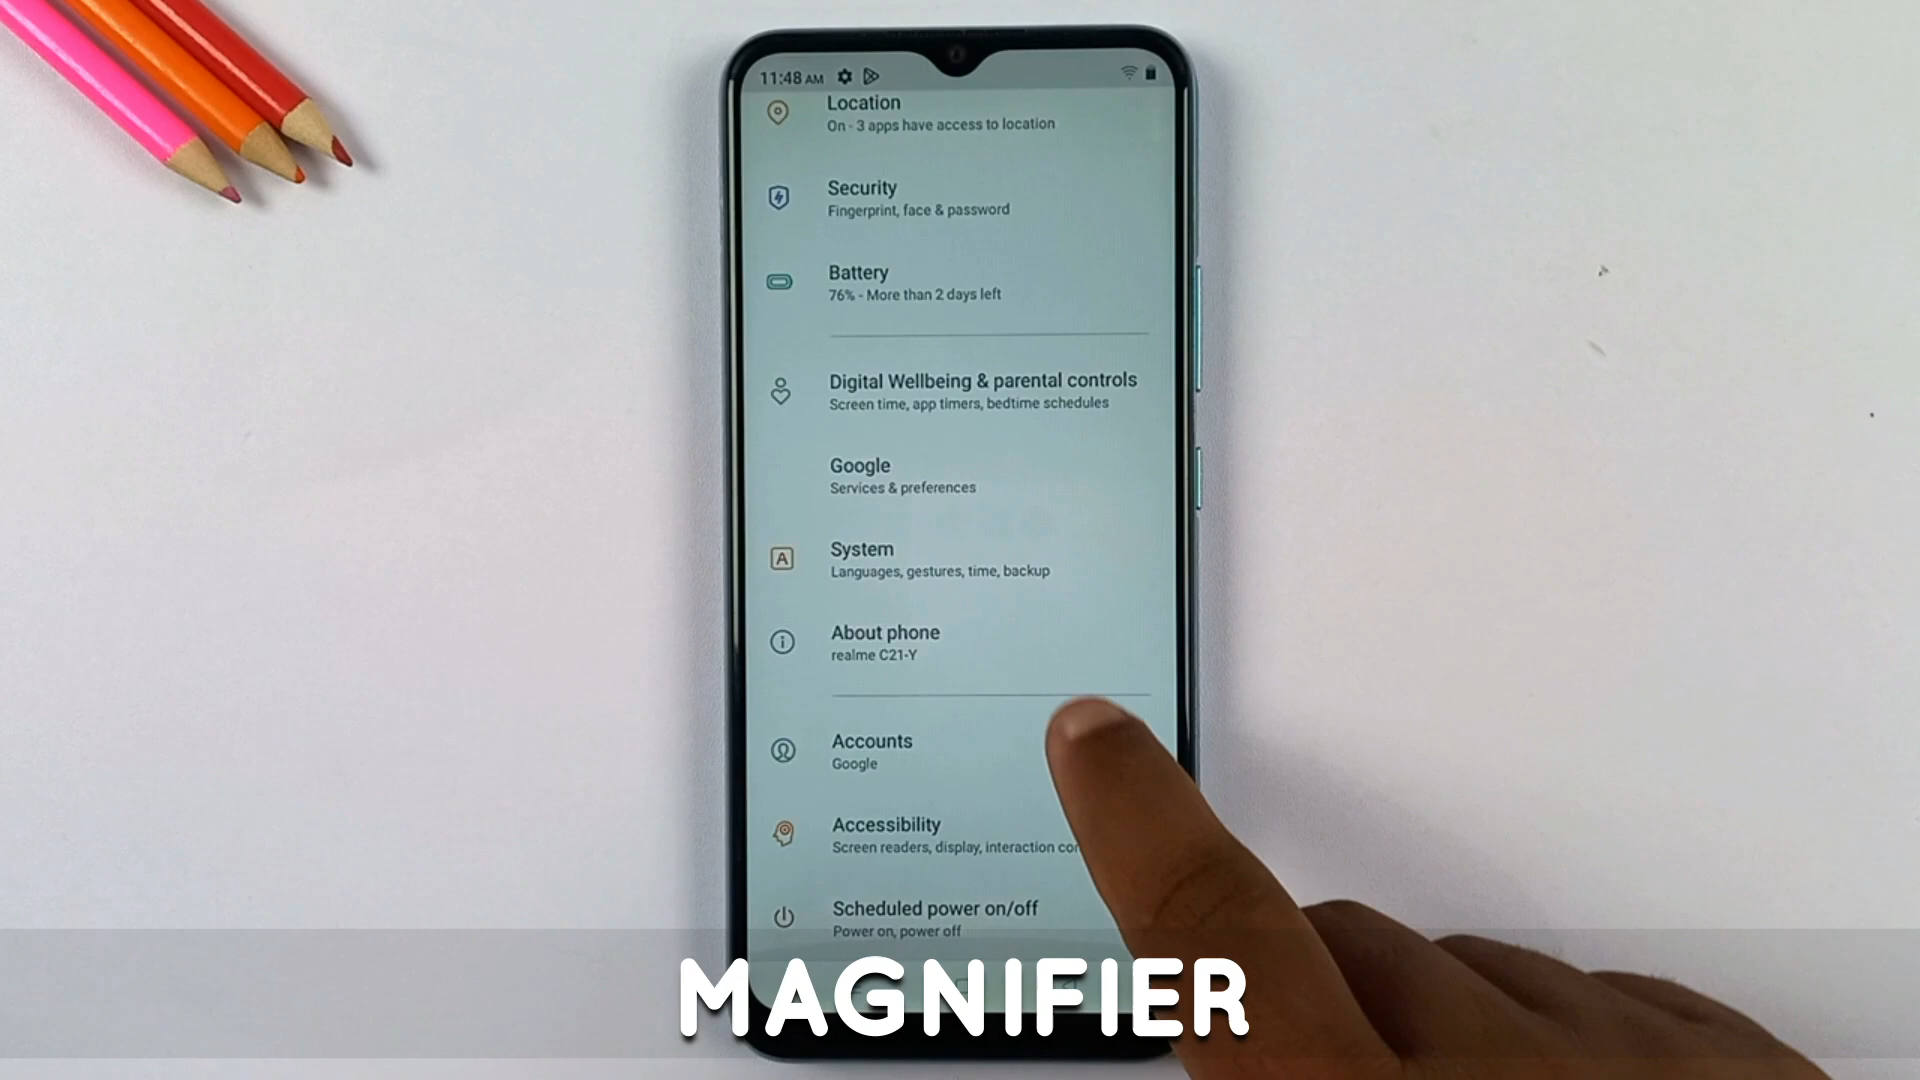 11:48 AM
Location
On - 3 apps have access to location
Security
Fingerprint, face & password
Battery
76% - More than 2 days left
Digital Wellbeing & parental controls
Screen time, app timers, bedtime schedules
Google
Services & preferences
System
Languages, gestures, time, backup
About phone
realme C21-Y
Accounts
Google
Accessibility
Screen readers, display, interaction
Scheduled power on/off
Power on, power off
MAGNIFIER